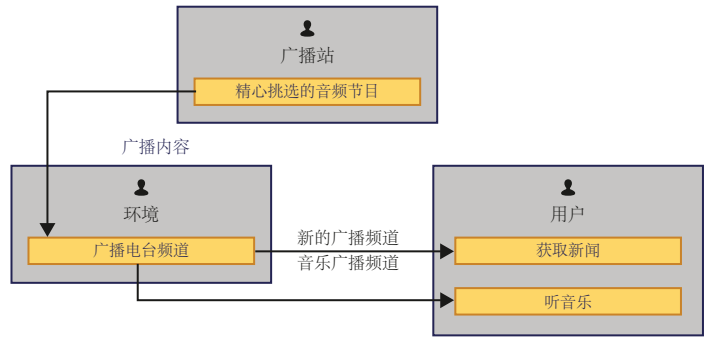 广播站
精心挑选的音频节目
广播内容
环境
广播电台频道
新的广播频道
音乐广播频道
用户
获取新闻
听音乐